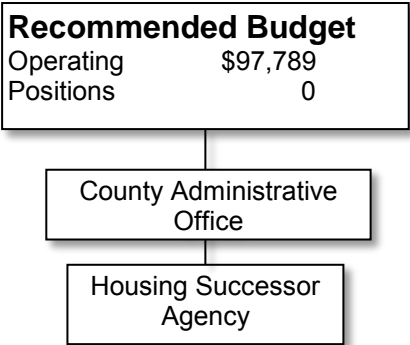 Recommended Budget
Operating $97,789
Positions 0
County Administrative
Office
Housing Successor
Agency